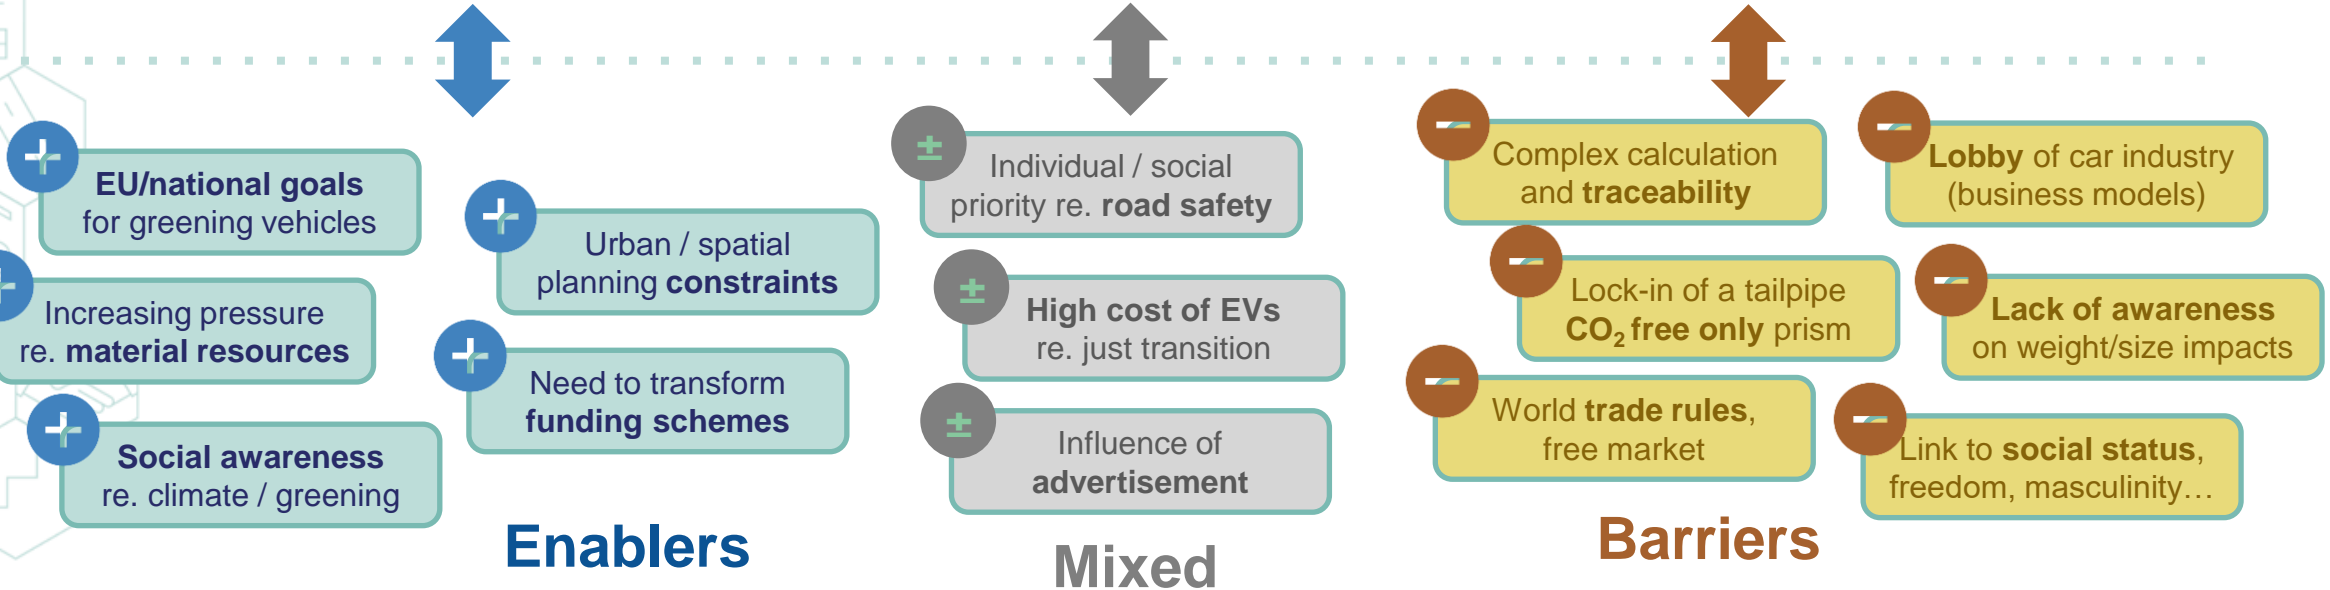 EU/national goals
for greening vehicles
Increasing pressure
re. material resources
Social awareness
re. climate / greening
Urban / spatial
planning constraints
Need to transform
funding schemes
Enablers
±
Individual / social
priority re. road safety
±
High cost of EVs
re. just transition
±
Influence of
advertisement
Mixed
Complex calculation
and traceability
Lock-in of a tailpipe
CO₂ free only prism
World trade rules,
free market
Lobby of car industry
(business models)
Lack of awareness
on weight/size impacts
Link to social status,
freedom, masculinity…
Barriers